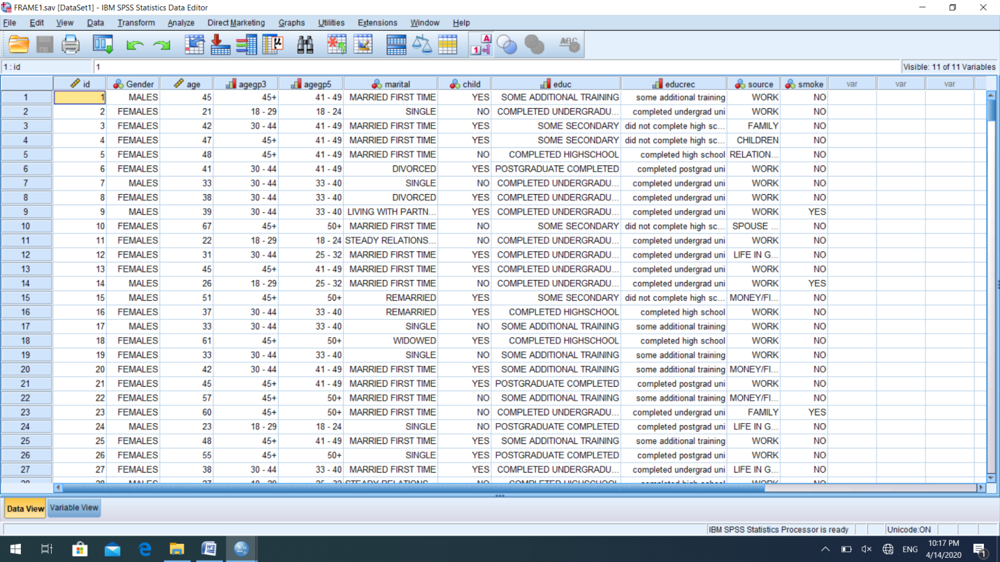 FRAME1.sav [DataSet1] - IBM SPSS Statistics Data Editor
File Edit View Data Transform Analyze Direct Marketing Graphs Utilities Extensions Window Help
1 : id 1 Visible: 11 of 11 Variables
id Gender age agegp3 agegp5 marital child educ educrec source smoke var var var
1 1 MALES 45 45+ 41 - 49 MARRIED FIRST TIME YES SOME ADDITIONAL TRAINING some additional training WORK NO
2 2 FEMALES 21 18 - 29 18 - 24 SINGLE NO COMPLETED UNDERGRADU... completed undergrad uni WORK NO
3 3 FEMALES 42 30 - 44 41 - 49 MARRIED FIRST TIME YES SOME SECONDARY did not complete high sc... FAMILY NO
4 4 FEMALES 47 45+ 41 - 49 MARRIED FIRST TIME YES SOME SECONDARY did not complete high sc... CHILDREN NO
5 5 FEMALES 48 45+ 41 - 49 MARRIED FIRST TIME NO COMPLETED HIGHSCHOOL completed high school RELATION... NO
6 6 FEMALES 41 30 - 44 41 - 49 DIVORCED YES POSTGRADUATE COMPLETED completed postgrad uni WORK NO
7 7 MALES 33 30 - 44 33 - 40 SINGLE NO COMPLETED UNDERGRADU... completed undergrad uni WORK NO
8 8 FEMALES 38 30 - 44 33 - 40 DIVORCED YES COMPLETED UNDERGRADU... completed undergrad uni WORK NO
9 9 MALES 39 30 - 44 33 - 40 LIVING WITH PARTN... YES COMPLETED UNDERGRADU... completed undergrad uni WORK YES
10 10 FEMALES 67 45+ 50+ MARRIED FIRST TIME NO SOME SECONDARY did not complete high sc... SPOUSE ... NO
11 11 FEMALES 22 18 - 29 18 - 24 STEADY RELATIONS... NO COMPLETED UNDERGRADU... completed undergrad uni WORK NO
12 12 FEMALES 31 30 - 44 25 - 32 MARRIED FIRST TIME YES COMPLETED UNDERGRADU... completed undergrad uni LIFE IN G... NO
13 13 FEMALES 45 45+ 41 - 49 MARRIED FIRST TIME YES COMPLETED UNDERGRADU... completed undergrad uni WORK NO
14 14 MALES 26 18 - 29 25 - 32 MARRIED FIRST TIME NO COMPLETED UNDERGRADU... completed undergrad uni WORK YES
15 15 MALES 51 45+ 50+ REMARRIED YES SOME SECONDARY did not complete high sc... MONEY/FI... NO
16 16 FEMALES 37 30 - 44 33 - 40 REMARRIED YES COMPLETED HIGHSCHOOL completed high school WORK NO
17 17 MALES 33 30 - 44 33 - 40 SINGLE NO SOME ADDITIONAL TRAINING some additional training WORK NO
18 18 FEMALES 61 45+ 50+ WIDOWED YES COMPLETED HIGHSCHOOL completed high school WORK NO
19 19 FEMALES 33 30 - 44 33 - 40 SINGLE NO SOME ADDITIONAL TRAINING some additional training WORK NO
20 20 FEMALES 42 30 - 44 41 - 49 MARRIED FIRST TIME YES SOME ADDITIONAL TRAINING some additional training MONEY/FI... NO
21 21 FEMALES 45 45+ 41 - 49 MARRIED FIRST TIME YES POSTGRADUATE COMPLETED completed postgrad uni WORK NO
22 22 FEMALES 57 45+ 50+ MARRIED FIRST TIME NO SOME ADDITIONAL TRAINING some additional training MONEY/FI... NO
23 23 FEMALES 60 45+ 50+ MARRIED FIRST TIME NO COMPLETED UNDERGRADU... completed undergrad uni FAMILY YES
24 24 MALES 23 18 - 29 18 - 24 SINGLE NO POSTGRADUATE COMPLETED completed postgrad uni LIFE IN G... NO
25 25 FEMALES 48 45+ 41 - 49 MARRIED FIRST TIME YES SOME ADDITIONAL TRAINING some additional training WORK NO
26 26 FEMALES 55 45+ 50+ SINGLE YES POSTGRADUATE COMPLETED completed postgrad uni WORK NO
27 27 FEMALES 38 30 - 44 33 - 40 MARRIED FIRST TIME YES COMPLETED UNDERGRADU... completed undergrad uni LIFE IN G... NO
Data View Variable View
IBM SPSS Statistics Processor is ready Unicode:ON
ENG 10:17 PM
4/14/2020 1